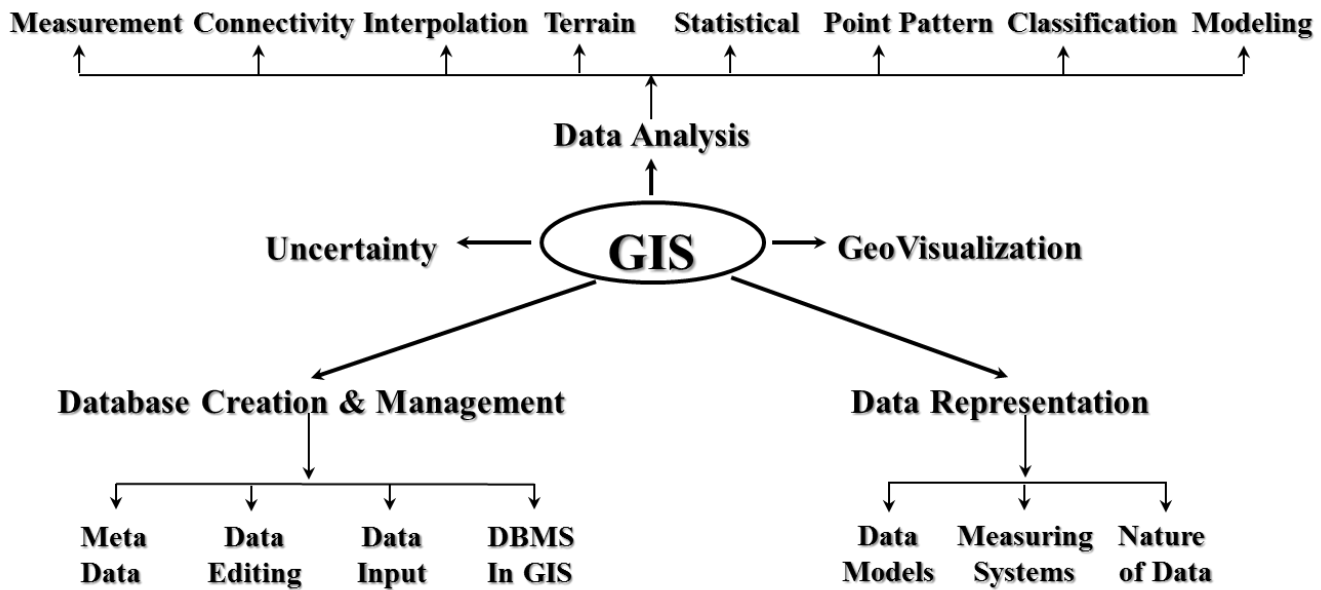 Measurement Connectivity Interpolation Terrain Statistical Point Pattern Classification Modeling
Data Analysis
Uncertainty GIS GeoVisualization
Database Creation & Management Data Representation
Meta Data Data DBMS Data Measuring Nature
Data Editing Input In GIS Models Systems of Data